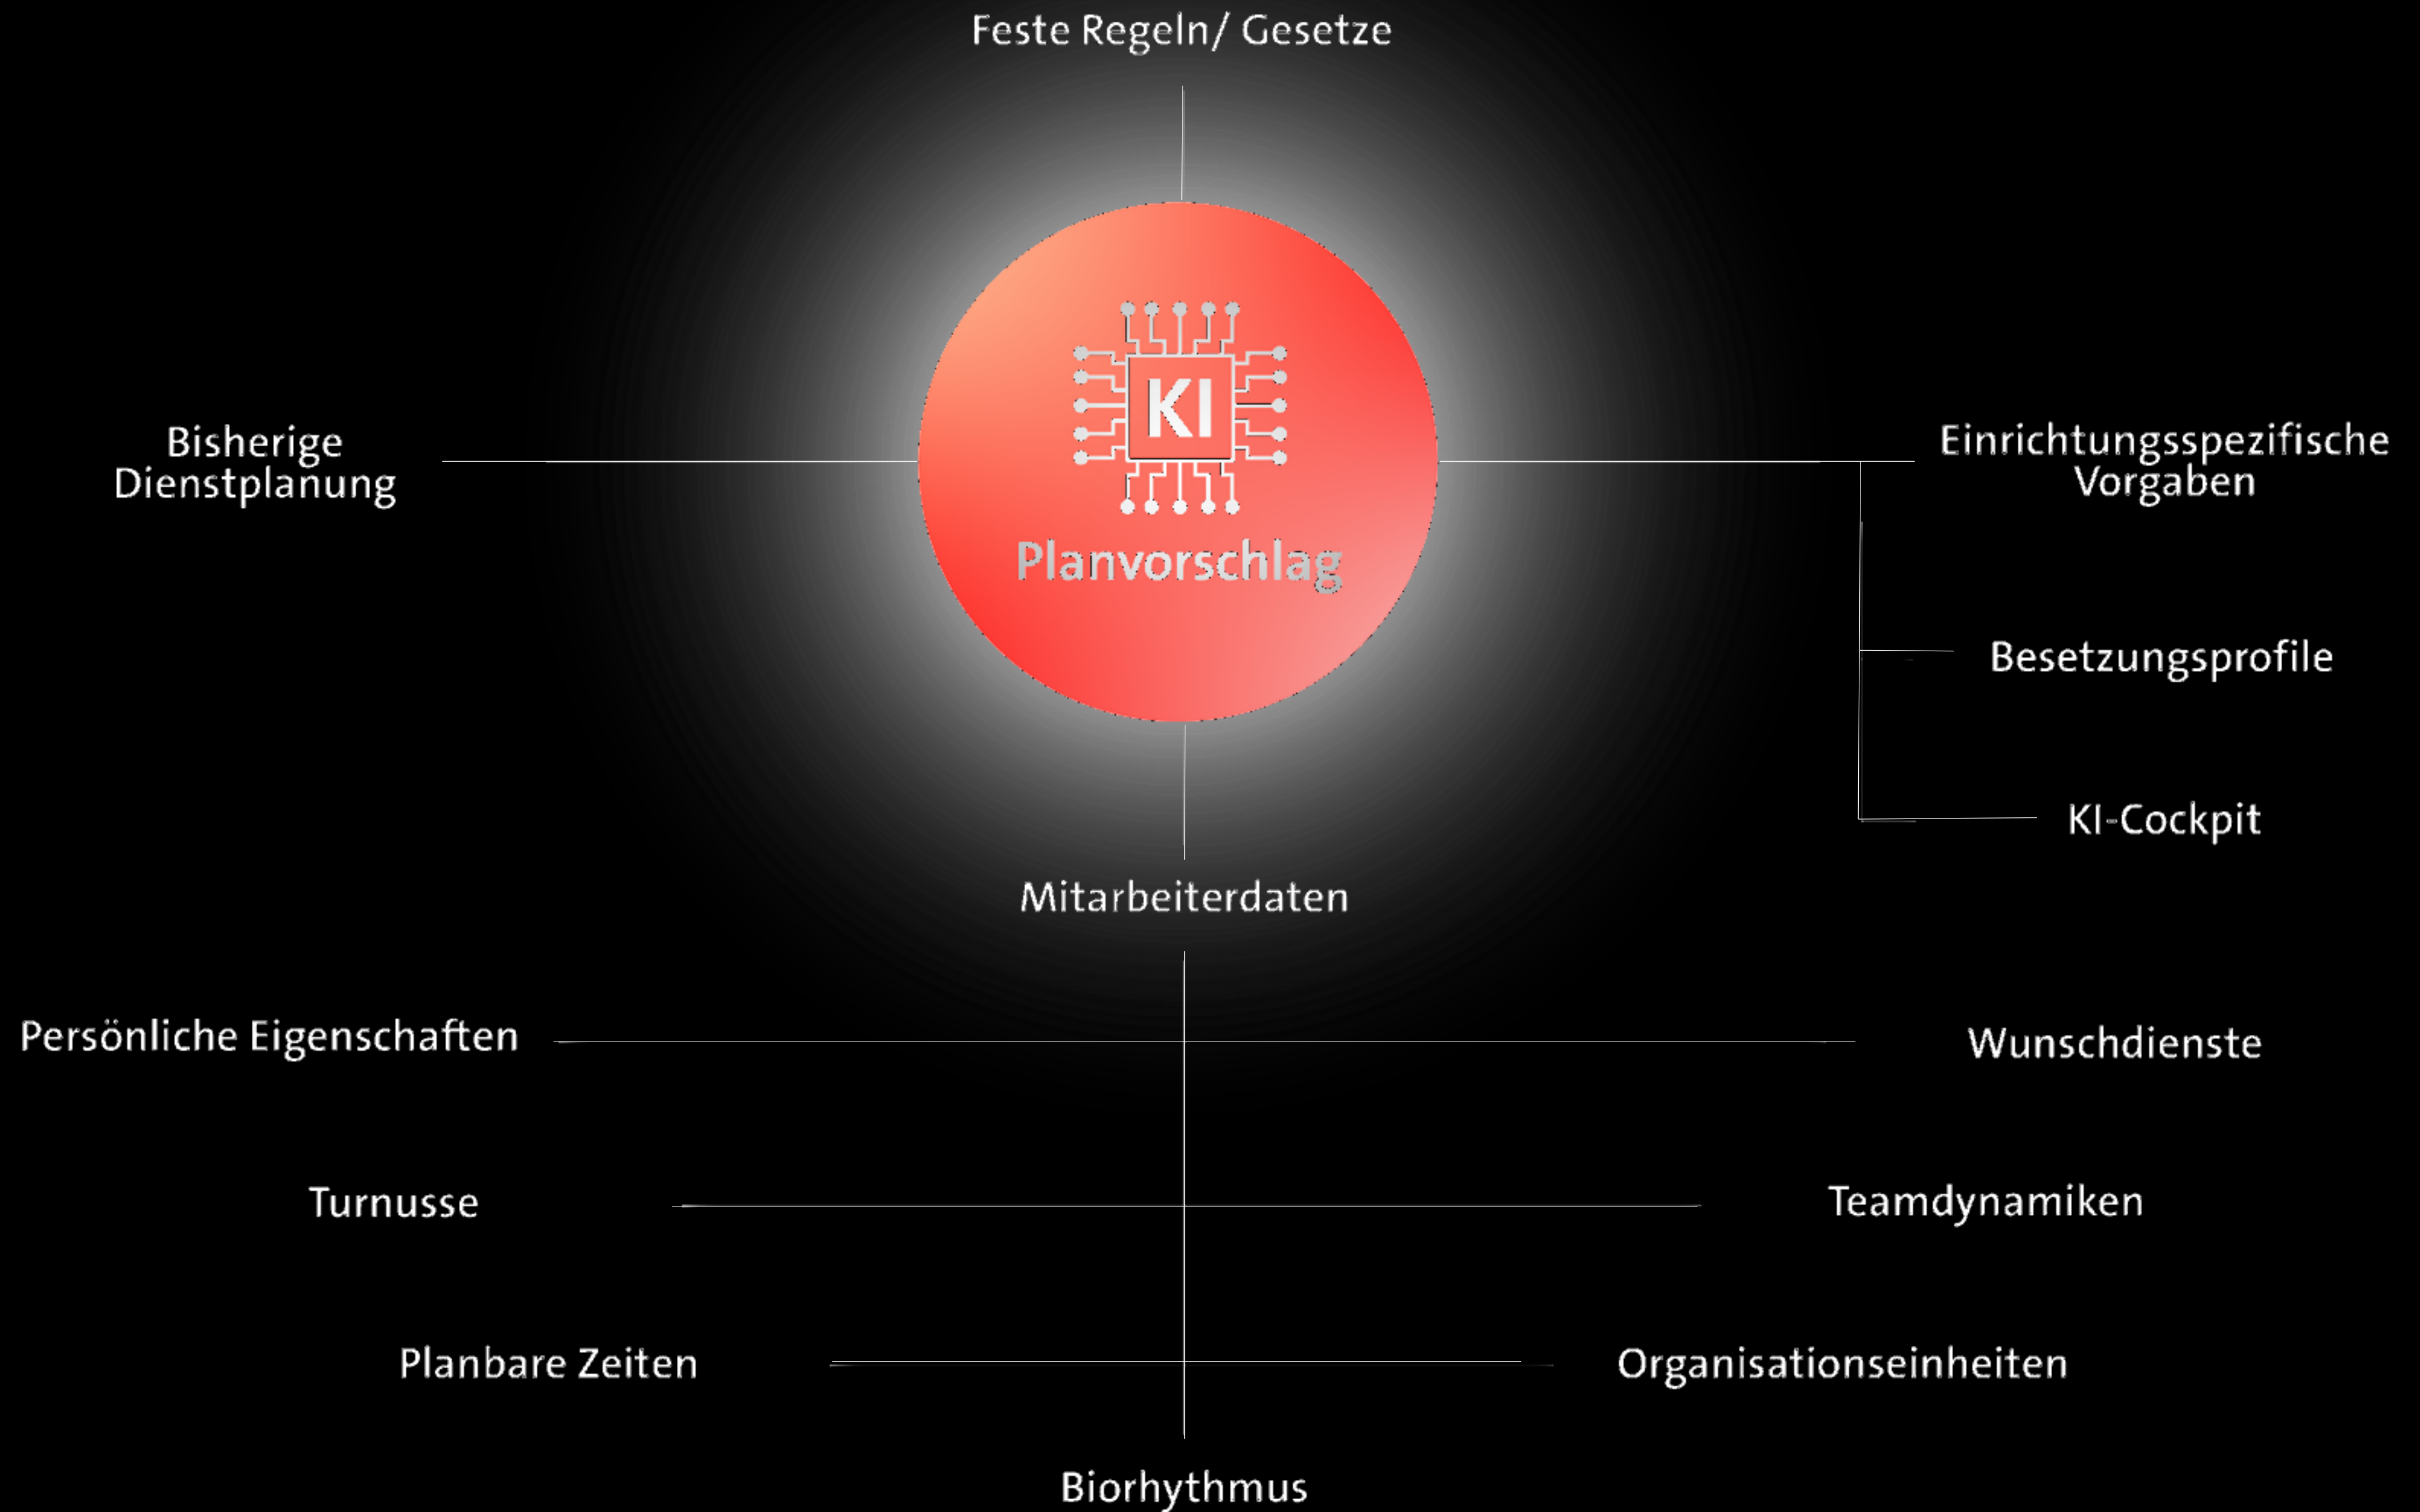 Feste Regeln/ Gesetze
KI
Planvorschlag
Bisherige
Dienstplanung
Einrichtungsspezifische
Vorgaben
Besetzungsprofile
KI-Cockpit
Mitarbeiterdaten
Persönliche Eigenschaften
Wunschdienste
Turnusse
Teamdynamiken
Planbare Zeiten
Organisationseinheiten
Biorhythmus